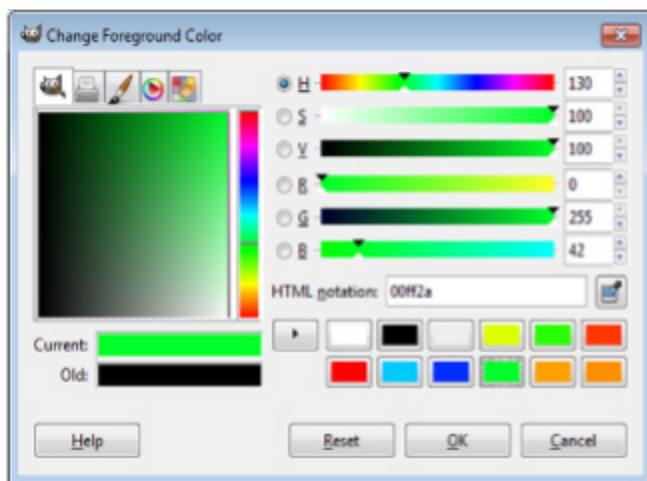 Change Foreground Color
H 130
S 100
V 100
R 0
G 255
B 42
HTML notation: 00ff2a
Current:
Old:
Help Reset OK Cancel